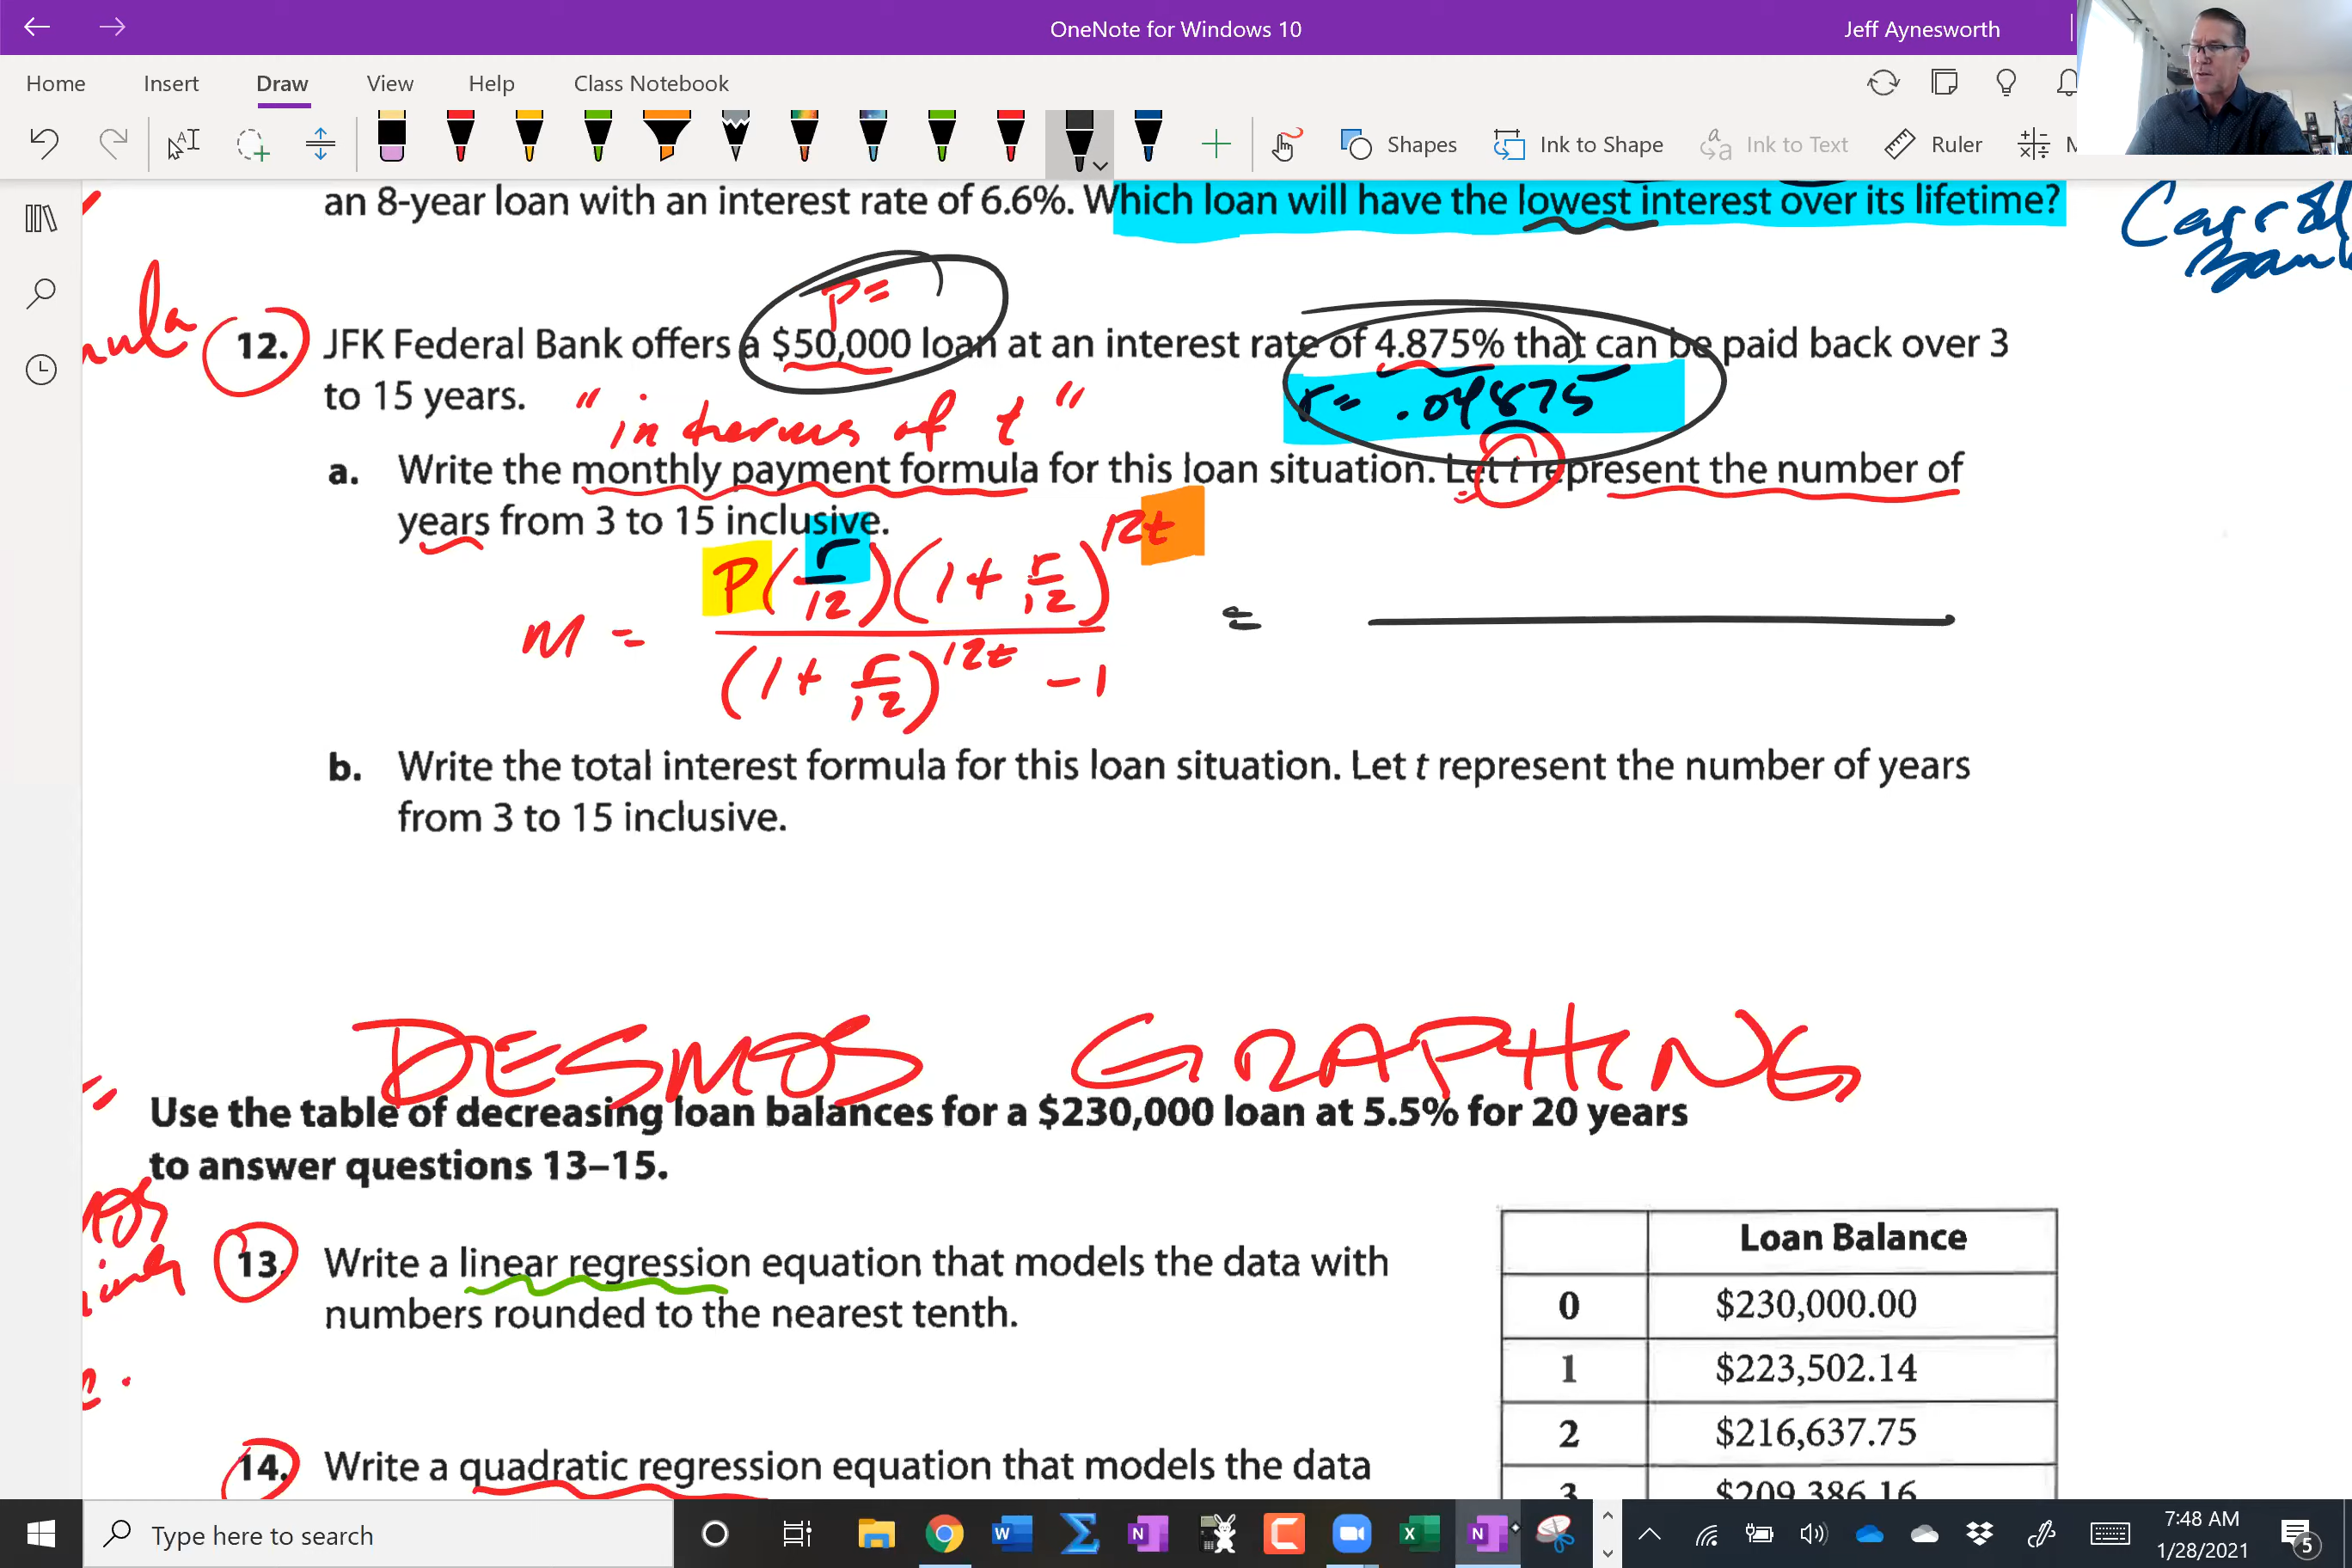 OneNote for Windows 10
Jeff Aynesworth
Home Insert Draw View Help Class Notebook
Shapes Ink to Shape Ink to Text Ruler
an 8-year loan with an interest rate of 6.6%. Which loan will have the lowest interest over its lifetime?
P=
12. JFK Federal Bank offers a $50,000 loan at an interest rate of 4.875% that can be paid back over 3
to 15 years.
"in terms of t"
r= .04875
a. Write the monthly payment formula for this loan situation. Let t represent the number of
years from 3 to 15 inclusive.
M = P(r/12)(1+r/12)^12t / (1+r/12)^12t -1 =
b. Write the total interest formula for this loan situation. Let t represent the number of years
from 3 to 15 inclusive.
DESMOS GRAPHING
Use the table of decreasing loan balances for a $230,000 loan at 5.5% for 20 years
to answer questions 13–15.
13. Write a linear regression equation that models the data with
numbers rounded to the nearest tenth.
14. Write a quadratic regression equation that models the data
Loan Balance
0 $230,000.00
1 $223,502.14
2 $216,637.75
3 $209,386.16
Type here to search
7:48 AM
1/28/2021
5